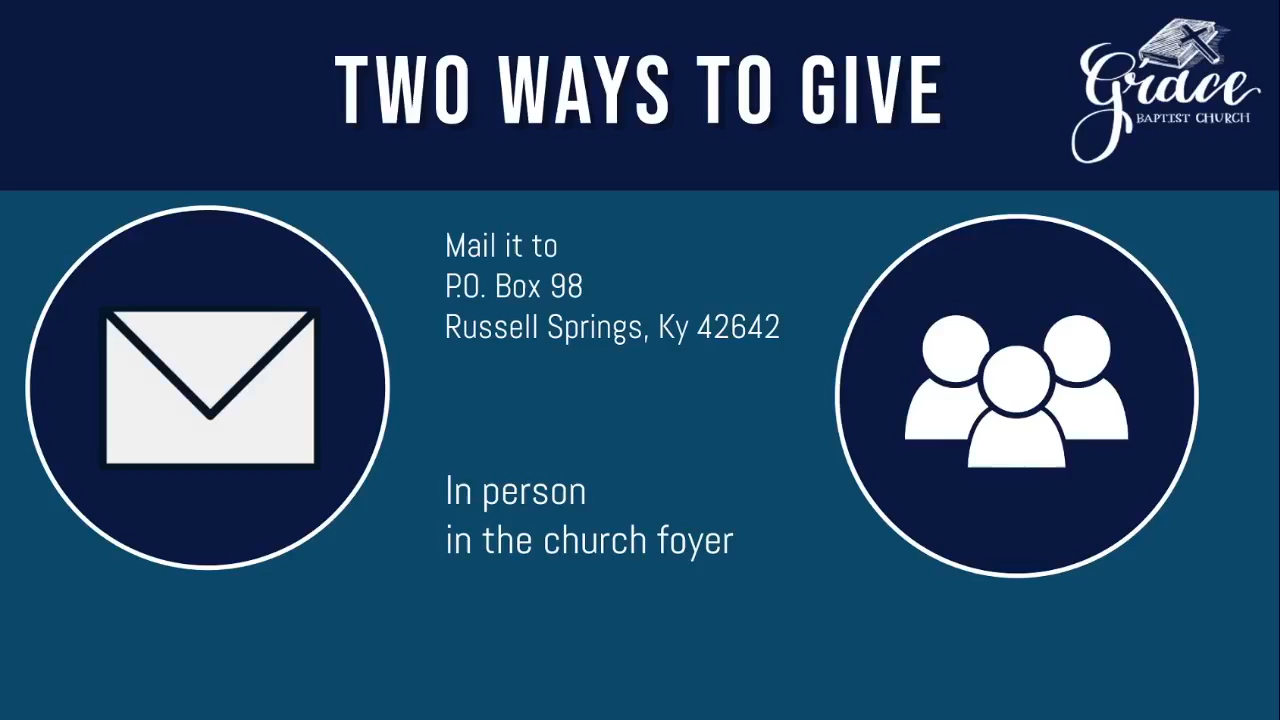 TWO WAYS TO GIVE
Grace
BAPTIST CHURCH
Mail it to
P.O. Box 98
Russell Springs, Ky 42642
In person
in the church foyer